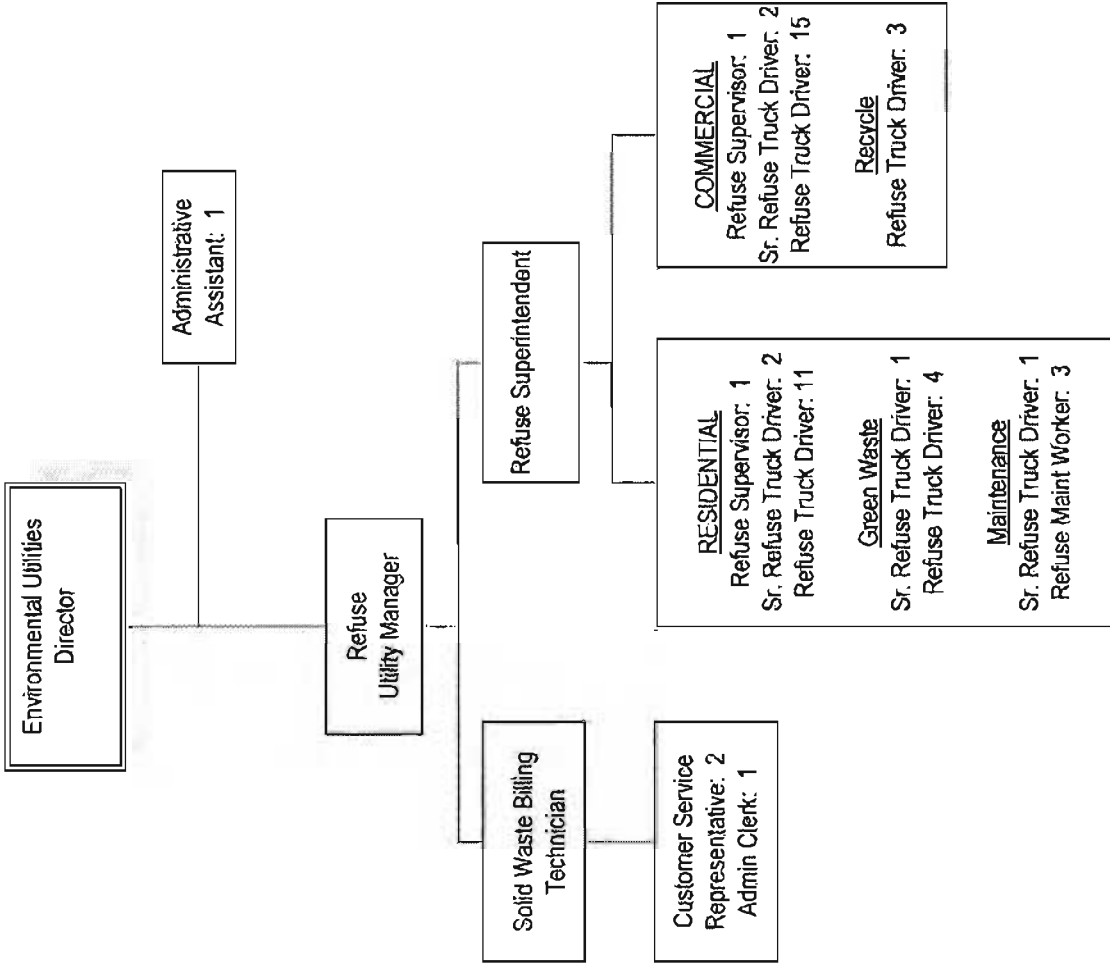 Environmental Utilities
Director
Administrative
Assistant: 1
Refuse
Utility Manager
Solid Waste Billing
Technician
Refuse Superintendent
Customer Service
Representative: 2
Admin Clerk: 1
RESIDENTIAL
Refuse Supervisor: 1
Sr. Refuse Truck Driver: 2
Refuse Truck Driver: 11
Green Waste
Sr. Refuse Truck Driver: 1
Refuse Truck Driver: 4
Maintenance
Sr. Refuse Truck Driver: 1
Refuse Maint Worker: 3
COMMERCIAL
Refuse Supervisor: 1
Sr. Refuse Truck Driver: 2
Refuse Truck Driver: 15
Recycle
Refuse Truck Driver: 3